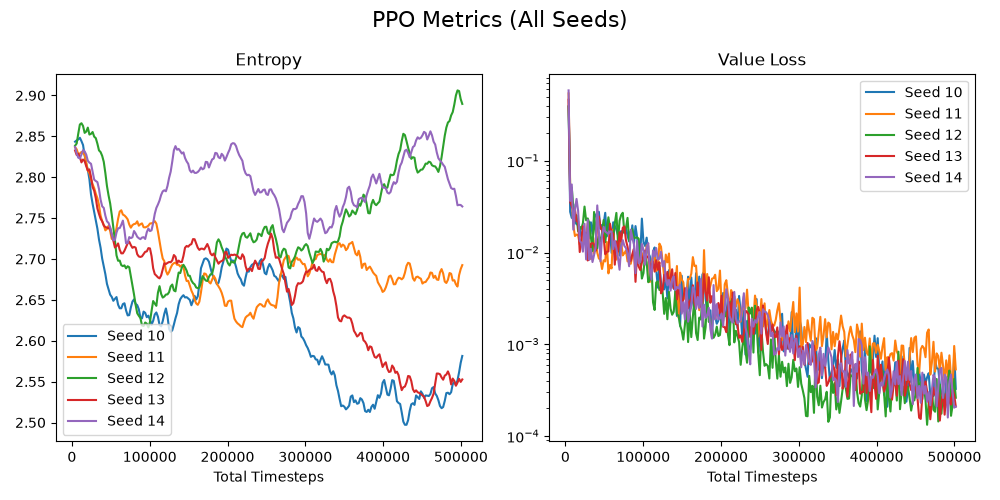 PPO Metrics (All Seeds)
Entropy
2.90
2.85
2.80
2.75
2.70
2.65
2.60
2.55
2.50
Seed 10
Seed 11
Seed 12
Seed 13
Seed 14
0 100000 200000 300000 400000 500000
Total Timesteps
Value Loss
10⁻¹
10⁻²
10⁻³
10⁻⁴
Seed 10
Seed 11
Seed 12
Seed 13
Seed 14
0 100000 200000 300000 400000 500000
Total Timesteps